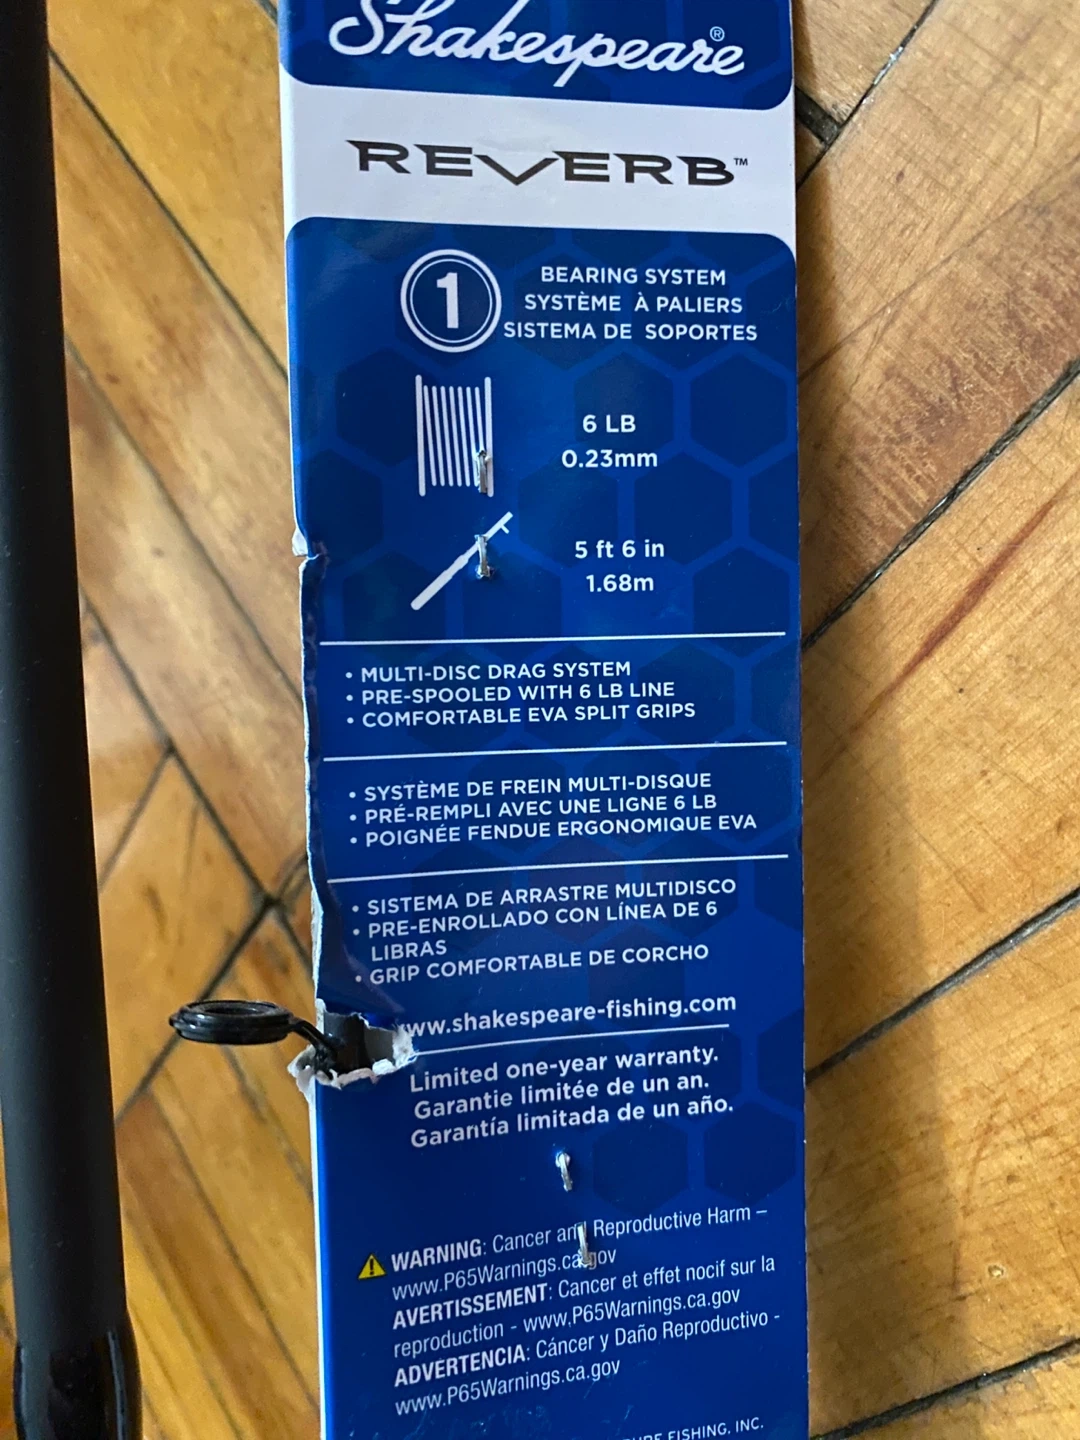 Shakespeare®
REVERB™
1
BEARING SYSTEM
SYSTÈME À PALIERS
SISTEMA DE SOPORTES
6 LB
0.23mm
5 ft 6 in
1.68m
• MULTI-DISC DRAG SYSTEM
• PRE-SPOOLED WITH 6 LB LINE
• COMFORTABLE EVA SPLIT GRIPS
• SYSTÈME DE FREIN MULTI-DISQUE
• PRÉ-REMPLI AVEC UNE LIGNE 6 LB
• POIGNÉE FENDUE ERGONOMIQUE EVA
• SISTEMA DE ARRASTRE MULTIDISCO
• PRE-ENROLLADO CON LÍNEA DE 6
LIBRAS
• GRIP COMFORTABLE DE CORCHO
www.shakespeare-fishing.com
Limited one-year warranty.
Garantie limitée de un an.
Garantía limitada de un año.
WARNING: Cancer and Reproductive Harm –
www.P65Warnings.ca.gov
AVERTISSEMENT: Cancer et effet nocif sur la
reproduction - www.P65Warnings.ca.gov
ADVERTENCIA: Cáncer y Daño Reproductivo -
www.P65Warnings.ca.gov
FISHING, INC.